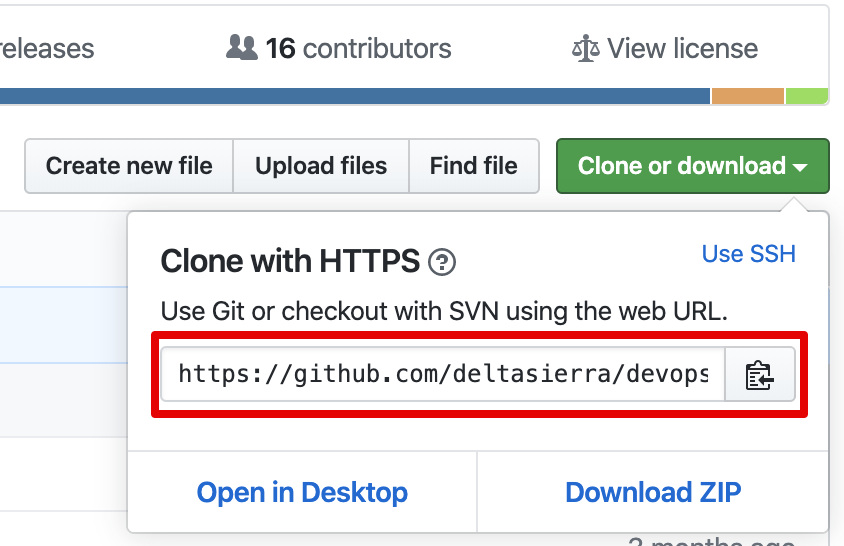 releases 16 contributors View license
Create new file Upload files Find file Clone or download
Clone with HTTPS ? Use SSH
Use Git or checkout with SVN using the web URL.
https://github.com/deltasierra/devops
Open in Desktop Download ZIP
months ago